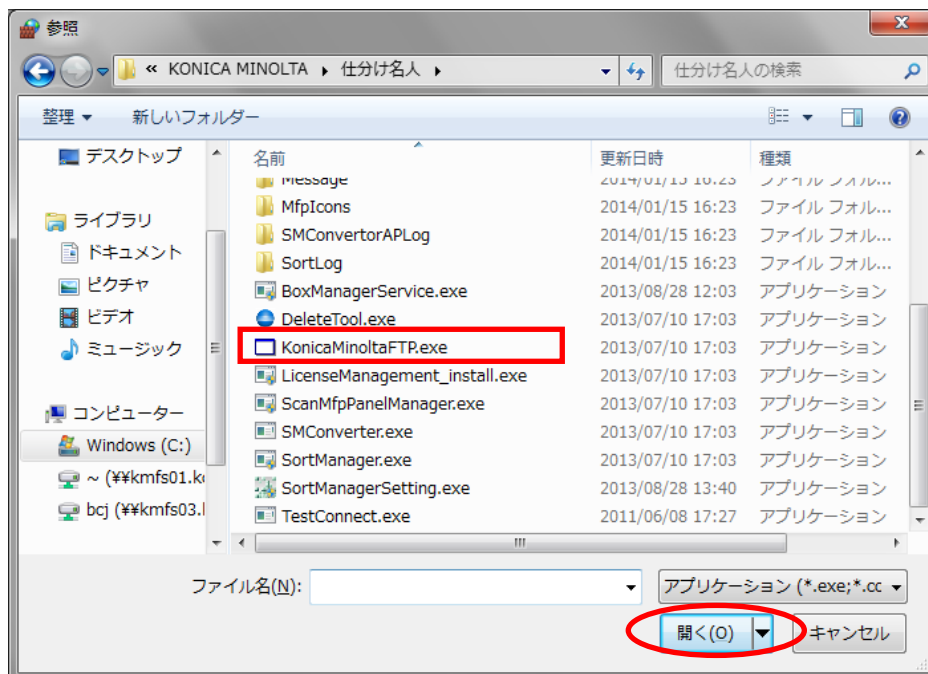 参照
« KONICA MINOLTA ▸ 仕分け名人 ▸
仕分け名人の検索
整理 ▼ 新しいフォルダー
デスクトップ
ライブラリ
ドキュメント
ピクチャ
ビデオ
ミュージック
コンピューター
Windows (C:)
~ (¥¥kmfs01.k
bcj (¥¥kmfs03.
名前 更新日時 種類
Message 2014/01/15 16:23 ファイル フォル...
MfpIcons 2014/01/15 16:23 ファイル フォル...
SMConvertorAPLog 2014/01/15 16:23 ファイル フォル...
SortLog 2014/01/15 16:23 ファイル フォル...
BoxManagerService.exe 2013/08/28 12:03 アプリケーション
DeleteTool.exe 2013/07/10 17:03 アプリケーション
KonicaMinoltaFTP.exe 2013/07/10 17:03 アプリケーション
LicenseManagement_install.exe 2013/07/10 17:03 アプリケーション
ScanMfpPanelManager.exe 2013/07/10 17:03 アプリケーション
SMConverter.exe 2013/07/10 17:03 アプリケーション
SortManager.exe 2013/07/10 17:03 アプリケーション
SortManagerSetting.exe 2013/08/28 13:40 アプリケーション
TestConnect.exe 2011/06/08 17:27 アプリケーション
ファイル名(N):
アプリケーション (*.exe;*.cc
開く(O) キャンセル